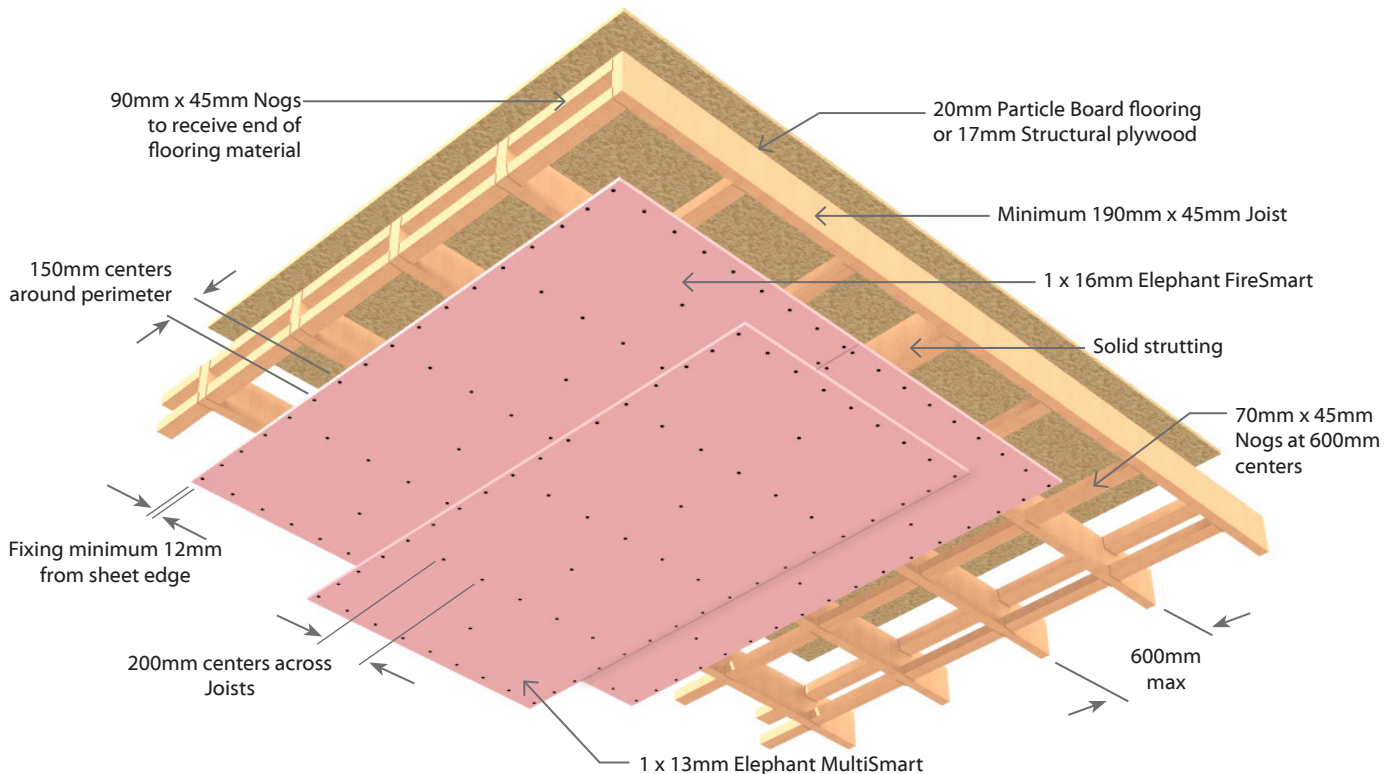 90mm x 45mm Nogs
to receive end of
flooring material
20mm Particle Board flooring
or 17mm Structural plywood
Minimum 190mm x 45mm Joist
150mm centers
around perimeter
1 x 16mm Elephant FireSmart
Solid strutting
70mm x 45mm
Nogs at 600mm
centers
Fixing minimum 12mm
from sheet edge
200mm centers across
Joists
600mm
max
1 x 13mm Elephant MultiSmart